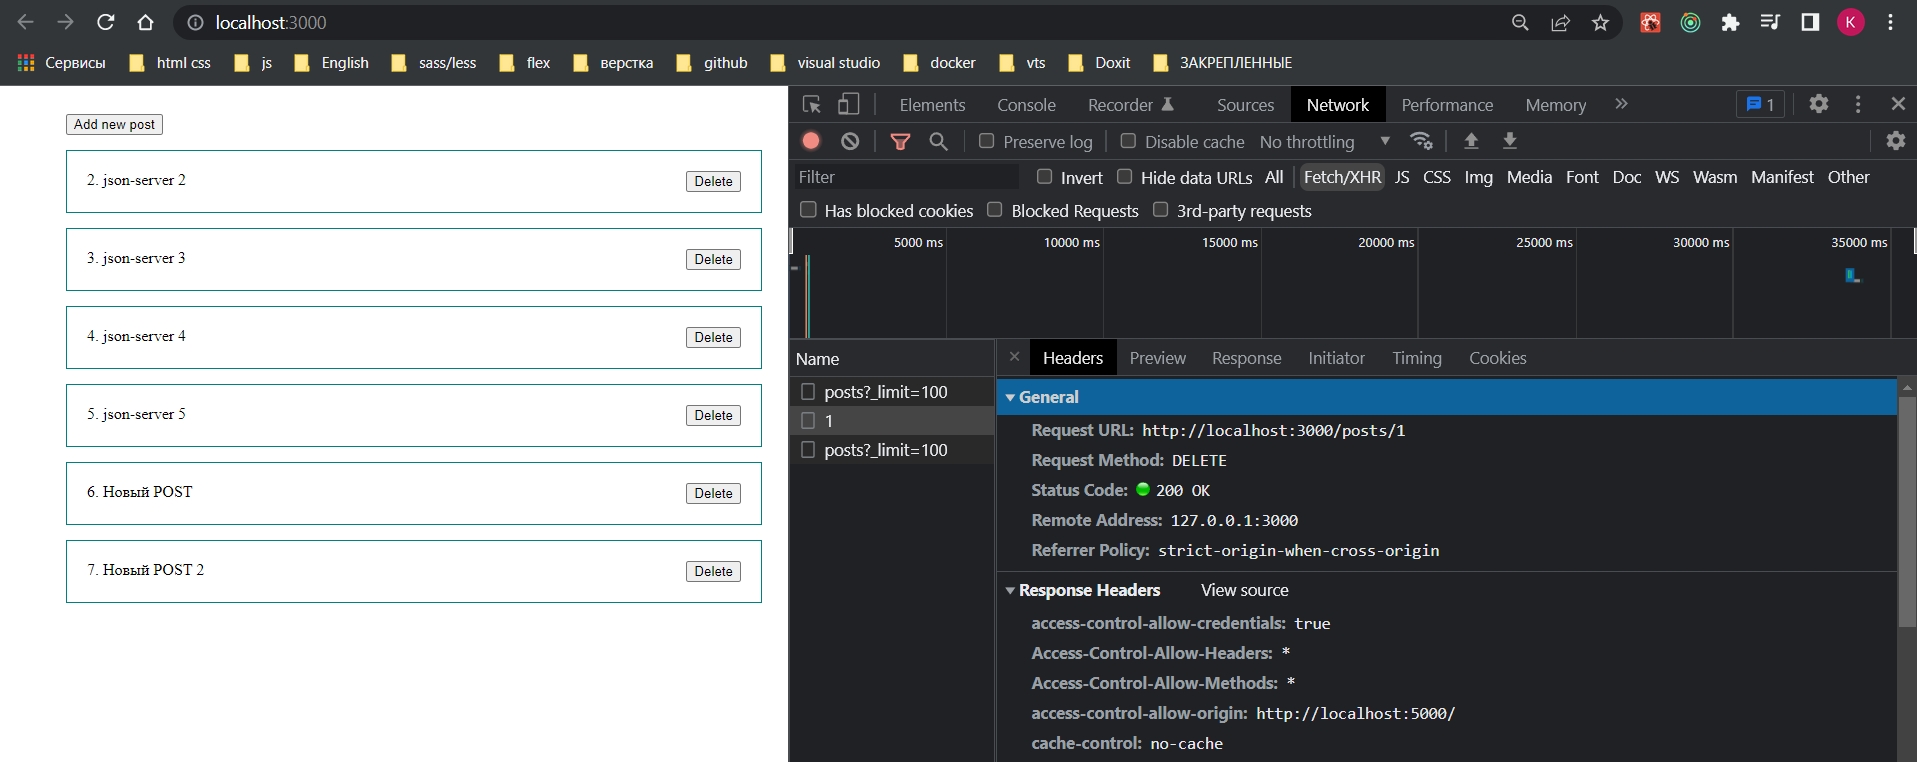 localhost:3000
K
Сервисы html css js English sass/less flex верстка github visual studio docker vts Doxit ЗАКРЕПЛЕННЫЕ
Add new post
2. json-server 2 Delete
3. json-server 3 Delete
4. json-server 4 Delete
5. json-server 5 Delete
6. Новый POST Delete
7. Новый POST 2 Delete
Elements Console Recorder Sources Network Performance Memory » 1
Preserve log Disable cache No throttling
Filter Invert Hide data URLs All Fetch/XHR JS CSS Img Media Font Doc WS Wasm Manifest Other
Has blocked cookies Blocked Requests 3rd-party requests
5000 ms 10000 ms 15000 ms 20000 ms 25000 ms 30000 ms 35000 ms
Name
posts?_limit=100
1
posts?_limit=100
Headers Preview Response Initiator Timing Cookies
General
Request URL: http://localhost:3000/posts/1
Request Method: DELETE
Status Code: 200 OK
Remote Address: 127.0.0.1:3000
Referrer Policy: strict-origin-when-cross-origin
Response Headers View source
access-control-allow-credentials: true
Access-Control-Allow-Headers: *
Access-Control-Allow-Methods: *
access-control-allow-origin: http://localhost:5000/
cache-control: no-cache